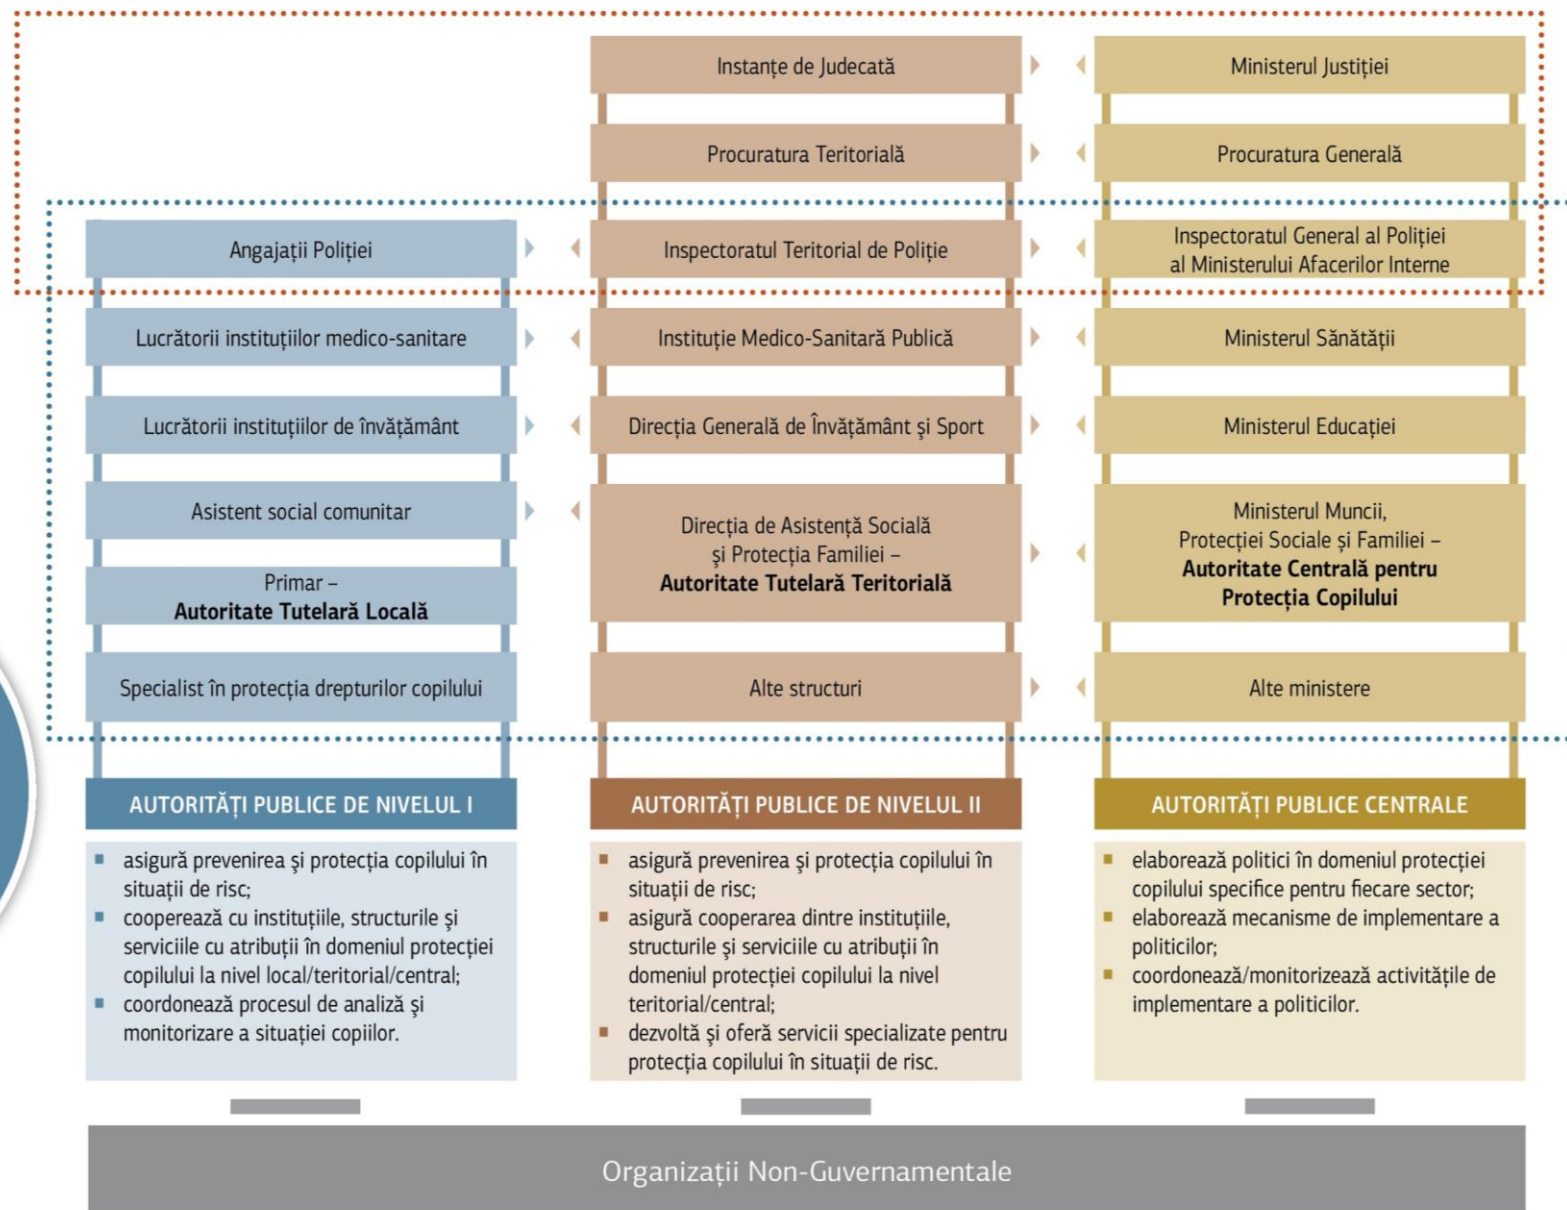 Instanțe de Judecată
Ministerul Justiției
Procuratura Teritorială
Procuratura Generală
Angajații Poliției
Inspectoratul Teritorial de Poliție
Inspectoratul General al Poliției
al Ministerului Afacerilor Interne
Lucrătorii instituțiilor medico-sanitare
Instituție Medico-Sanitară Publică
Ministerul Sănătății
Lucrătorii instituțiilor de învățământ
Direcția Generală de Învățământ și Sport
Ministerul Educației
Asistent social comunitar
Primar –
Autoritate Tutelară Locală
Direcția de Asistență Socială
și Protecția Familiei –
Autoritate Tutelară Teritorială
Ministerul Muncii,
Protecției Sociale și Familiei –
Autoritate Centrală pentru
Protecția Copilului
Specialist în protecția drepturilor copilului
Alte structuri
Alte ministere
AUTORITĂȚI PUBLICE DE NIVELUL I
asigură prevenirea și protecția copilului în
situații de risc;
cooperează cu instituțiile, structurile și
serviciile cu atribuții în domeniul protecției
copilului la nivel local/teritorial/central;
coordonează procesul de analiză și
monitorizare a situației copiilor.
AUTORITĂȚI PUBLICE DE NIVELUL II
asigură prevenirea și protecția copilului în
situații de risc;
asigură cooperarea dintre instituțiile,
structurile și serviciile cu atribuții în
domeniul protecției copilului la nivel
teritorial/central;
dezvoltă și oferă servicii specializate pentru
protecția copilului în situații de risc.
AUTORITĂȚI PUBLICE CENTRALE
elaborează politici în domeniul protecției
copilului specifice pentru fiecare sector;
elaborează mecanisme de implementare a
politicilor;
coordonează/monitorizează activitățile de
implementare a politicilor.
Organizații Non-Guvernamentale